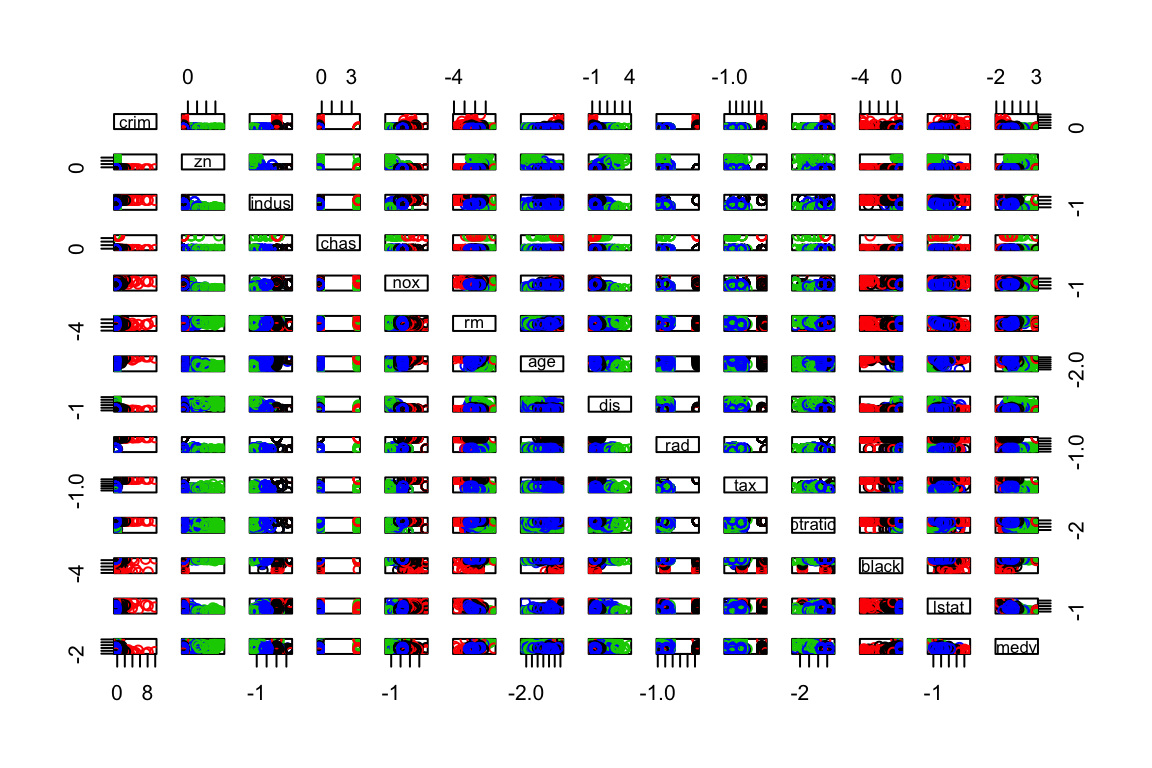 0 0 3 -4 -1 4 -1.0 -4 0 -2 3
crim 0
0 zn
indus -1
0 chas
nox -1
-4 rm
age -2.0
-1 dis
rad -1.0
-1.0 tax
ptratio -2
-4 black
lstat -1
-2 medv
0 8 -1 -1 -2.0 -1.0 -2 -1